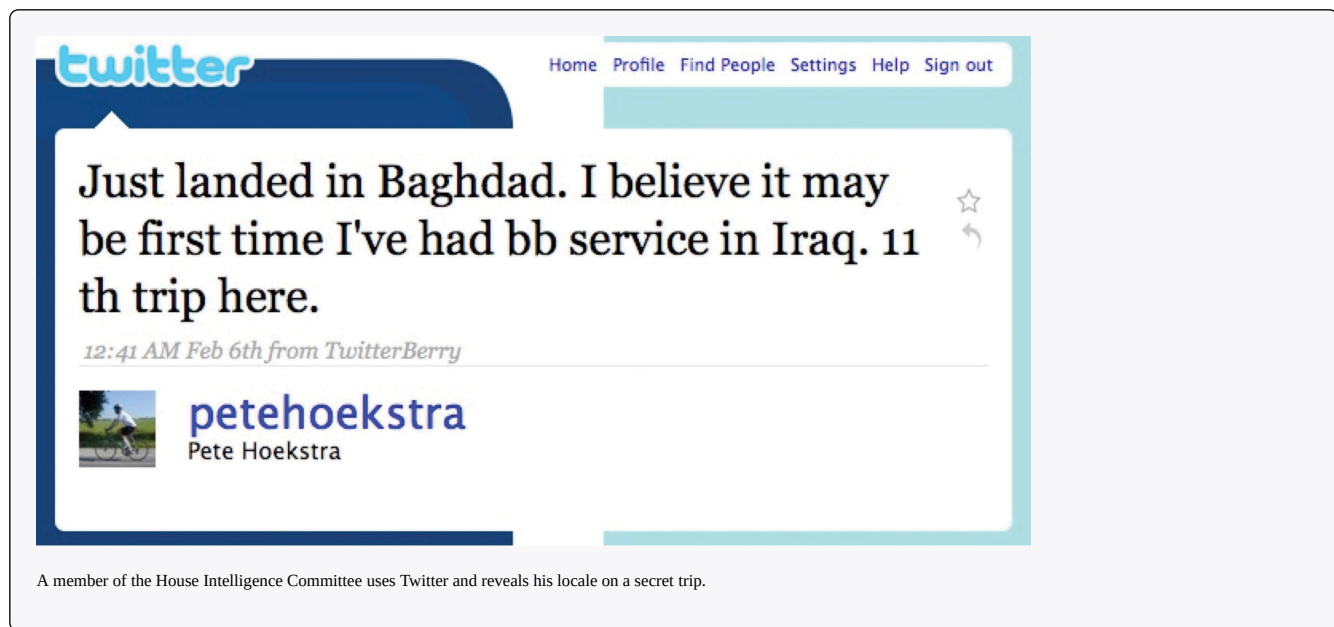 twitter
Home Profile Find People Settings Help Sign out
Just landed in Baghdad. I believe it may
be first time I've had bb service in Iraq. 11
th trip here.
12:41 AM Feb 6th from TwitterBerry
petehoekstra
Pete Hoekstra
A member of the House Intelligence Committee uses Twitter and reveals his locale on a secret trip.